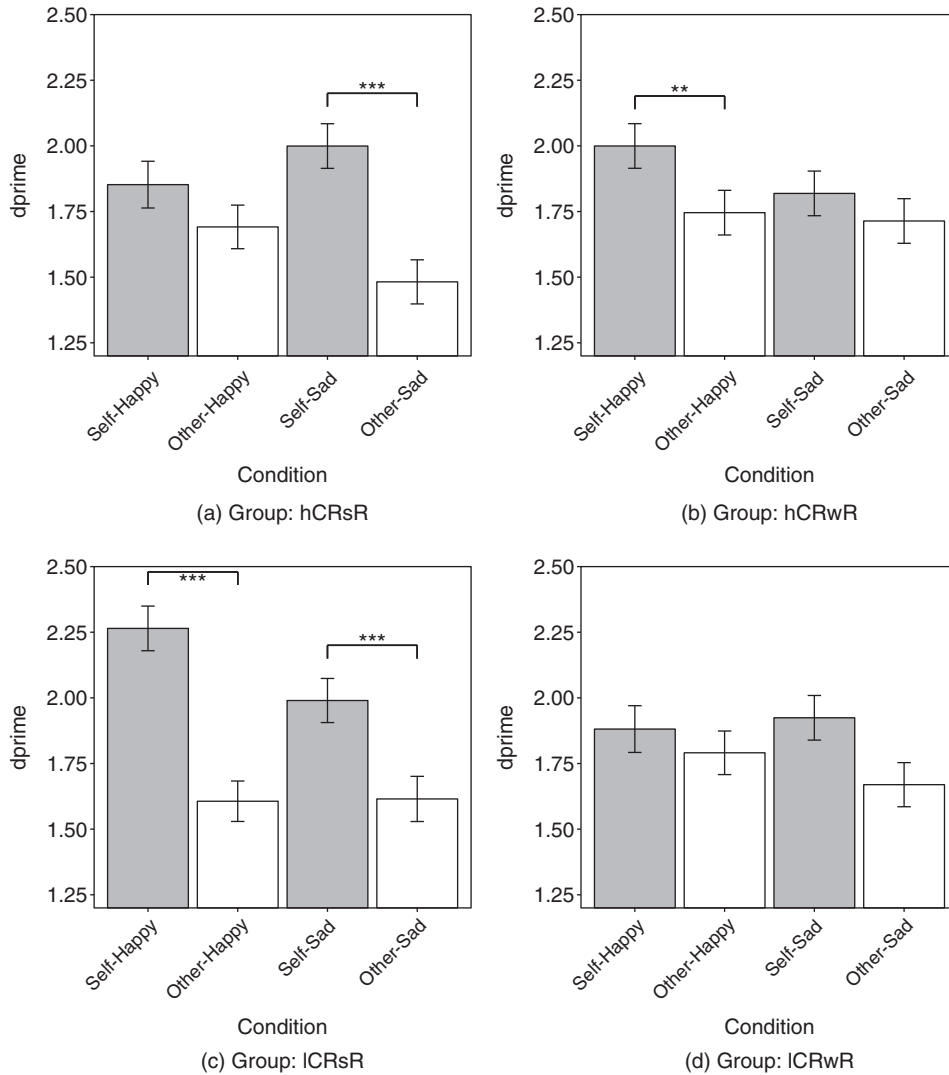 2.50
2.25
2.00
1.75
1.50
1.25
dprime
***
Self-Happy
Other-Happy
Self-Sad
Other-Sad
Condition
(a) Group: hCRsR
2.50
2.25
2.00
1.75
1.50
1.25
dprime
**
Self-Happy
Other-Happy
Self-Sad
Other-Sad
Condition
(b) Group: hCRwR
2.50
2.25
2.00
1.75
1.50
1.25
dprime
***
***
Self-Happy
Other-Happy
Self-Sad
Other-Sad
Condition
(c) Group: lCRsR
2.50
2.25
2.00
1.75
1.50
1.25
dprime
Self-Happy
Other-Happy
Self-Sad
Other-Sad
Condition
(d) Group: lCRwR